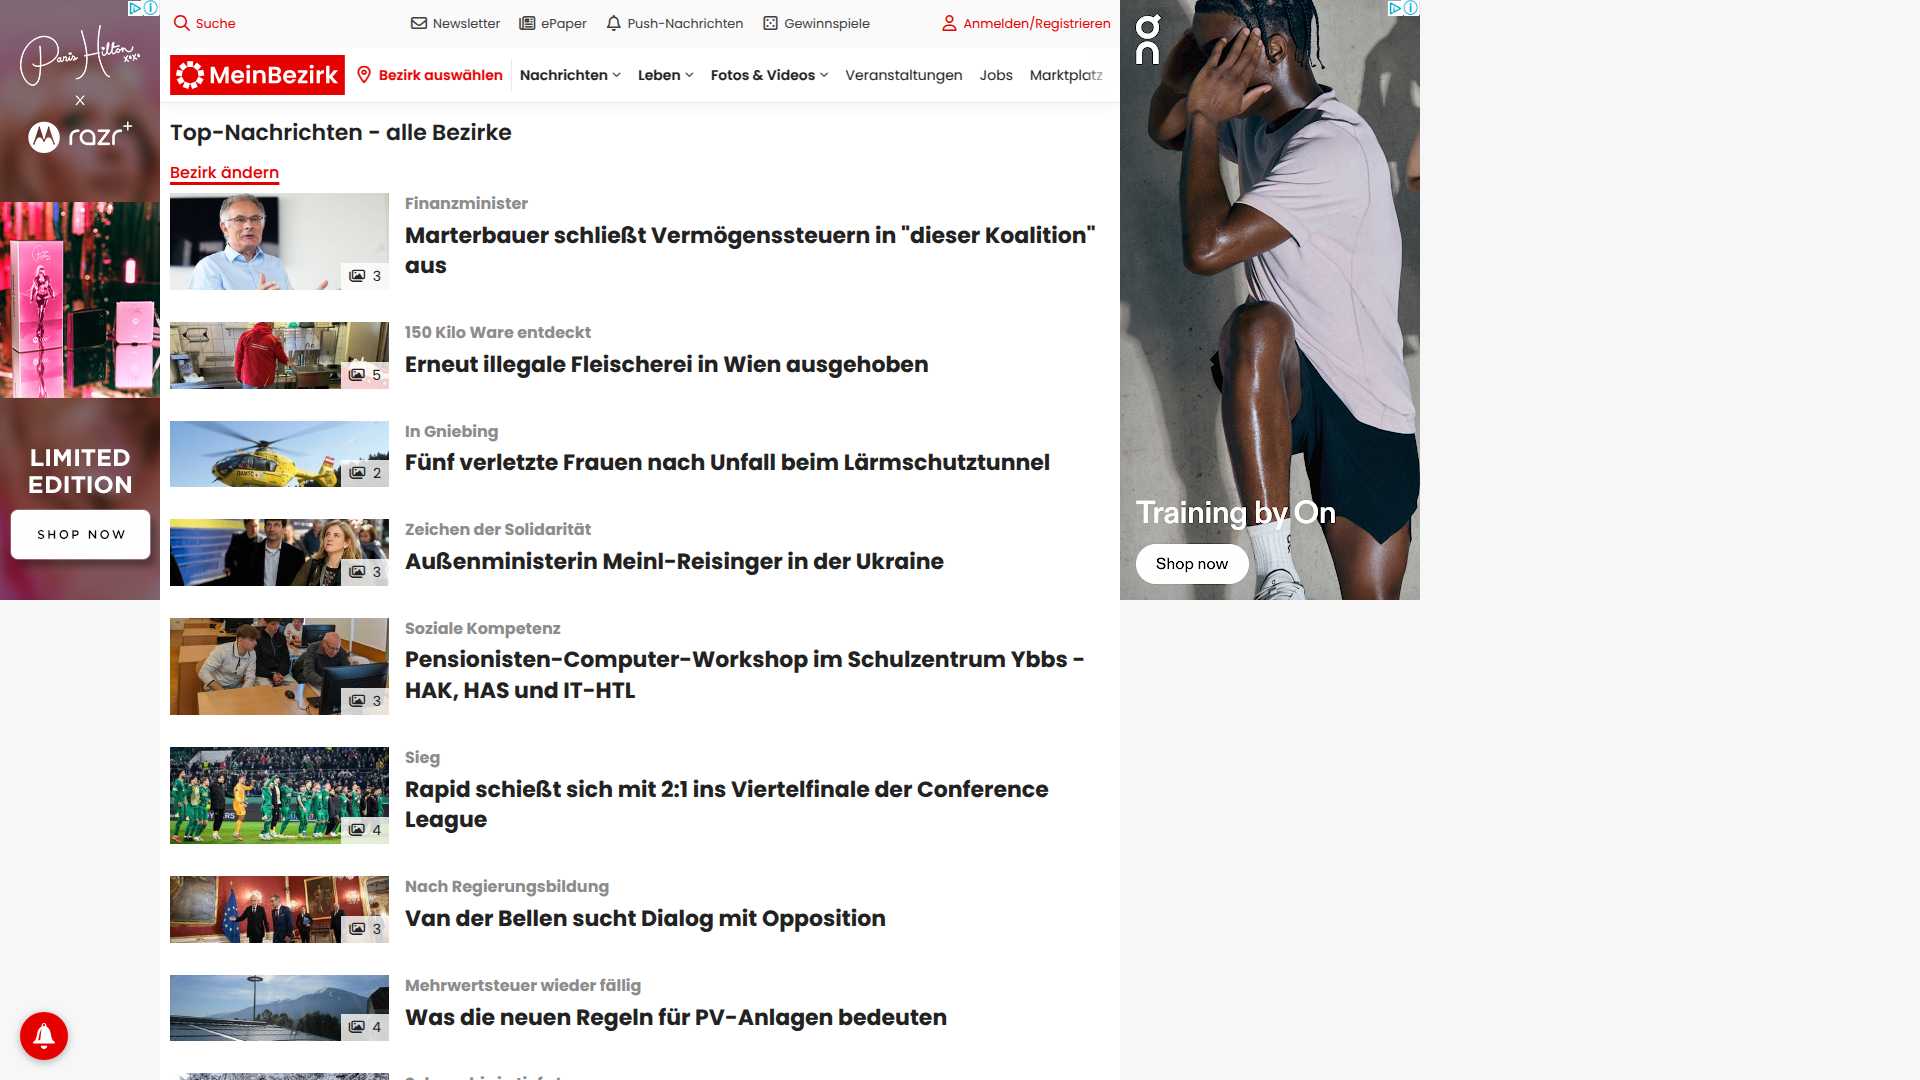 Suche
Newsletter
ePaper
Push-Nachrichten
Gewinnspiele
Anmelden/Registrieren
MeinBezirk
Bezirk auswählen
Nachrichten
Leben
Fotos & Videos
Veranstaltungen
Jobs
Marktplatz
Top-Nachrichten - alle Bezirke
Bezirk ändern
3
Finanzminister
Marterbauer schließt Vermögenssteuern in "dieser Koalition"
aus
5
150 Kilo Ware entdeckt
Erneut illegale Fleischerei in Wien ausgehoben
2
In Gniebing
Fünf verletzte Frauen nach Unfall beim Lärmschutztunnel
3
Zeichen der Solidarität
Außenministerin Meinl-Reisinger in der Ukraine
3
Soziale Kompetenz
Pensionisten-Computer-Workshop im Schulzentrum Ybbs -
HAK, HAS und IT-HTL
4
Sieg
Rapid schießt sich mit 2:1 ins Viertelfinale der Conference
League
3
Nach Regierungsbildung
Van der Bellen sucht Dialog mit Opposition
4
Mehrwertsteuer wieder fällig
Was die neuen Regeln für PV-Anlagen bedeuten
Paris Hilton xoxo
X
razr+
LIMITED
EDITION
SHOP NOW
On
Training by On
Shop now